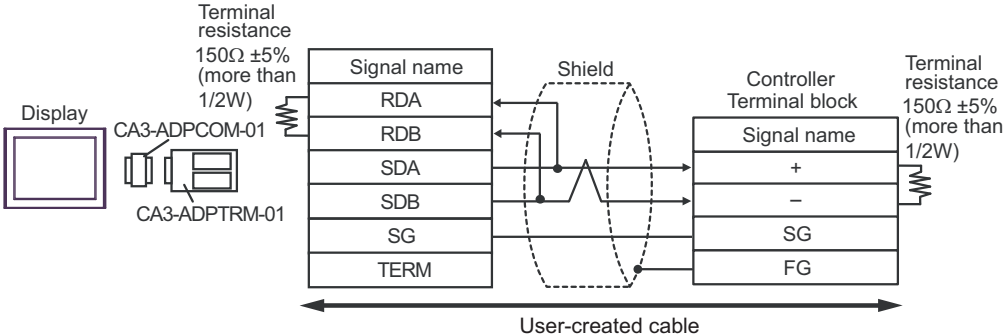 Display
CA3-ADPCOM-01
CA3-ADPTRM-01
Terminal
resistance
150Ω ±5%
(more than
1/2W)
Signal name
RDA
RDB
SDA
SDB
SG
TERM
Shield
Controller
Terminal block
Signal name
+
–
SG
FG
Terminal
resistance
150Ω ±5%
(more than
1/2W)
User-created cable